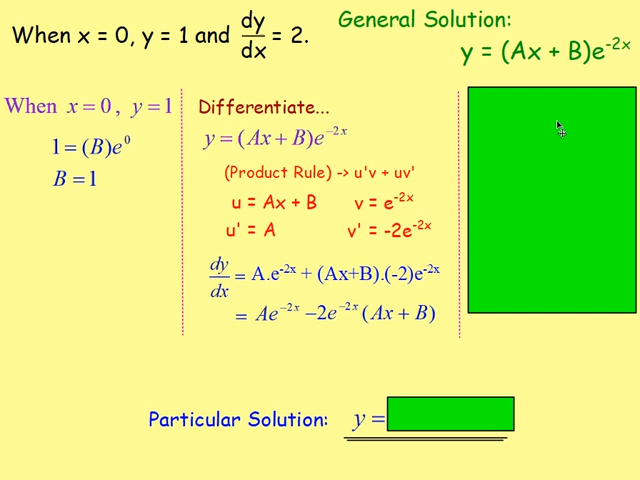 When x = 0, y = 1 and dy/dx = 2.
General Solution:
y = (Ax + B)e^-2x
When x = 0 , y = 1
1 = (B)e^0
B = 1
Differentiate...
y = (Ax + B)e^−2x
(Product Rule) -> u'v + uv'
u = Ax + B v = e^-2x
u' = A v' = -2e^-2x
dy/dx = A.e^-2x + (Ax+B).(-2)e^-2x
= Ae^−2x −2e^−2x (Ax + B)
Particular Solution: y =